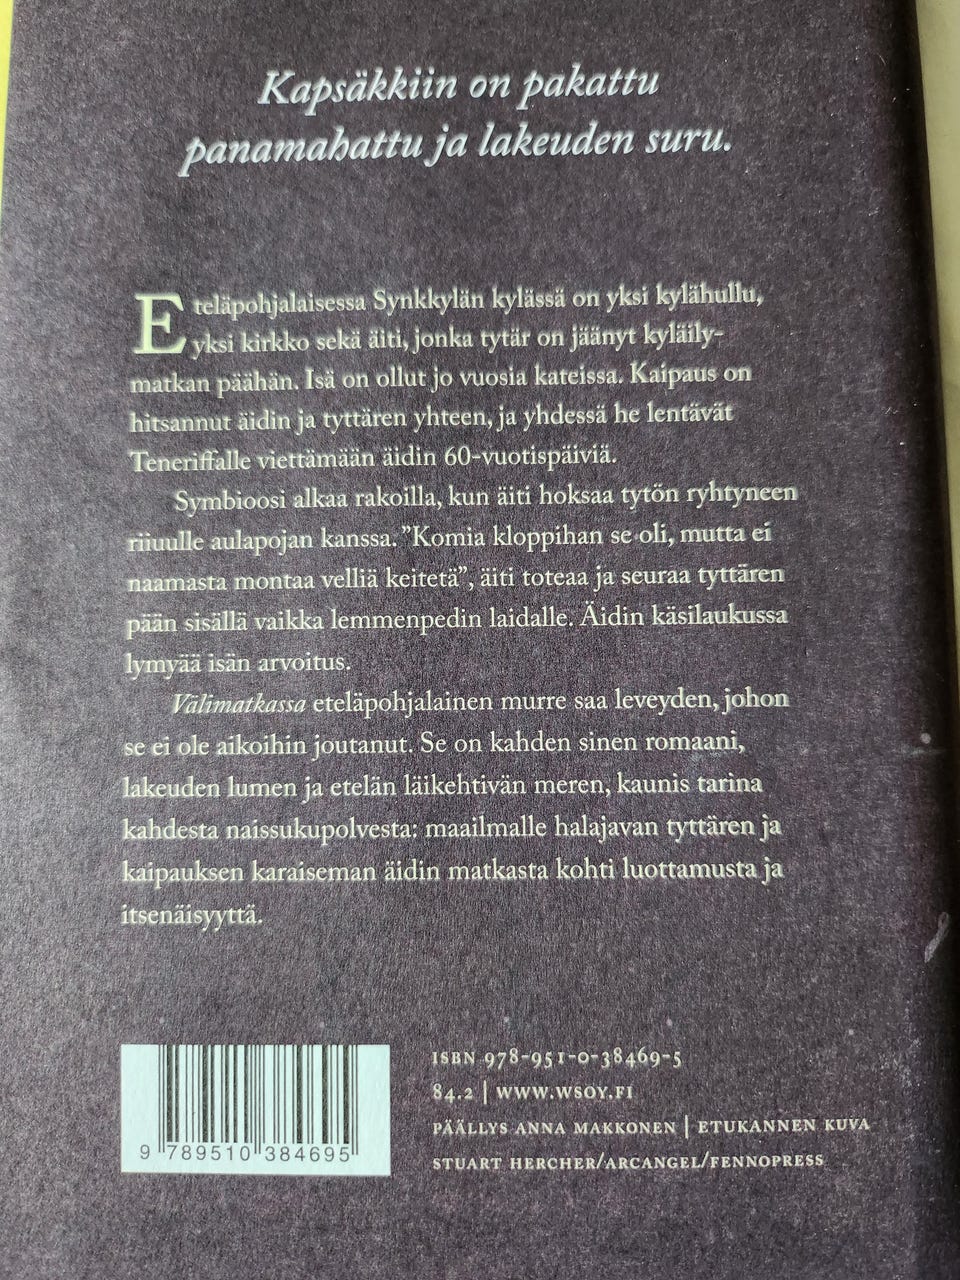 Kapsäkkiin on pakattu
panamahattu ja lakeuden suru.
Eteläpohjalaisessa Synkkylän kylässä on yksi kylähullu,
yksi kirkko sekä äiti, jonka tytär on jäänyt kyläily-
matkan päähän. Isä on ollut jo vuosia kateissa. Kaipaus on
hitsannut äidin ja tyttären yhteen, ja yhdessä he lentävät
Teneriffalle viettämään äidin 60-vuotispäiviä.
Symbioosi alkaa rakoilla, kun äiti hoksaa tytön ryhtyneen
riiuulle aulapojan kanssa. ”Komia kloppihan se oli, mutta ei
naamasta montaa velliä keitetä”, äiti toteaa ja seuraa tyttären
pään sisällä vaikka lemmenpedin laidalle. Äidin käsilaukussa
lymyää isän arvoitus.
Välimatkassa eteläpohjalainen murre saa leveyden, johon
se ei ole aikoihin joutanut. Se on kahden sinen romaani,
lakeuden lumen ja etelän läikehtivän meren, kaunis tarina
kahdesta naissukupolvesta: maailmalle halajavan tyttären ja
kaipauksen karaiseman äidin matkasta kohti luottamusta ja
itsenäisyyttä.
ISBN 978-951-0-38469-5
84.2 | WWW.WSOY.FI
PÄÄLLYS ANNA MAKKONEN | ETUKANNEN KUVA
STUART HERCHER/ARCANGEL/FENNOPRESS
9 789510 384695